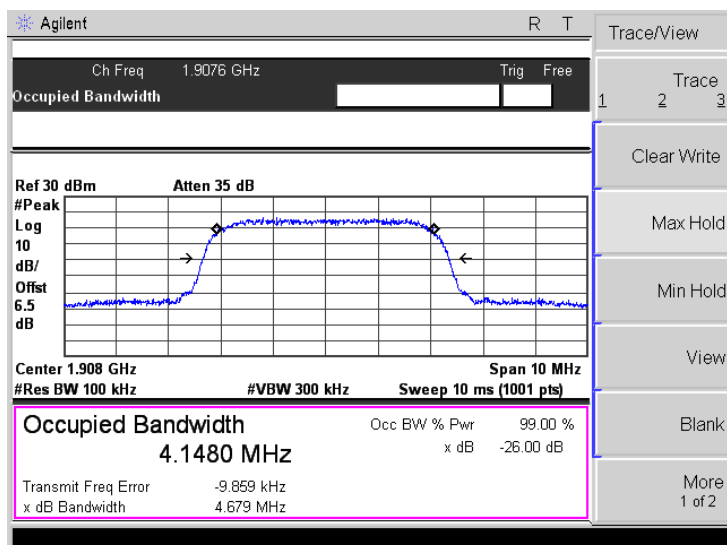 Agilent R T
Trace/View
Ch Freq 1.9076 GHz Trig Free
Occupied Bandwidth
Trace
1 2 3
Clear Write
Max Hold
Min Hold
View
Blank
More
1 of 2
Ref 30 dBm Atten 35 dB
#Peak
Log
10
dB/
Offst
6.5
dB
Center 1.908 GHz Span 10 MHz
#Res BW 100 kHz #VBW 300 kHz Sweep 10 ms (1001 pts)
Occupied Bandwidth Occ BW % Pwr 99.00 %
4.1480 MHz x dB -26.00 dB
Transmit Freq Error -9.859 kHz
x dB Bandwidth 4.679 MHz